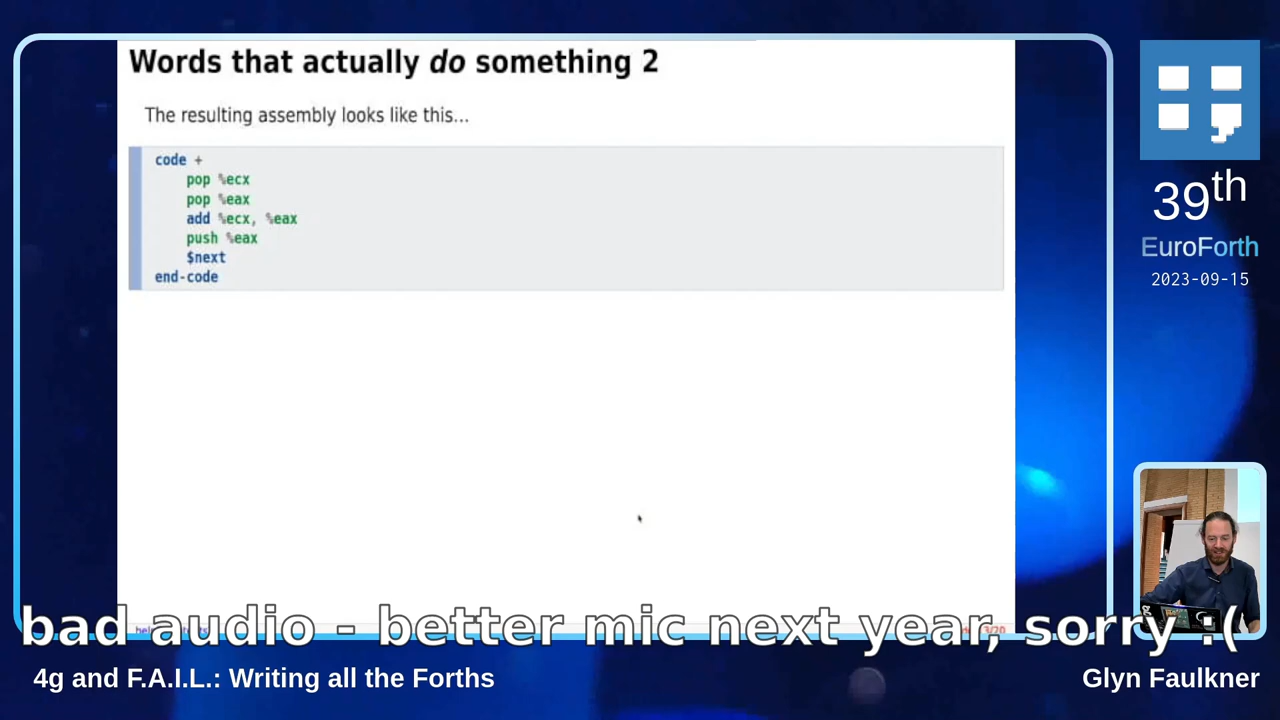 Words that actually do something 2
The resulting assembly looks like this...
code +
pop %ecx
pop %eax
add %ecx, %eax
push %eax
$next
end-code
39th
EuroForth
2023-09-15
bad audio - better mic next year, sorry :(
4g and F.A.I.L.: Writing all the Forths
Glyn Faulkner